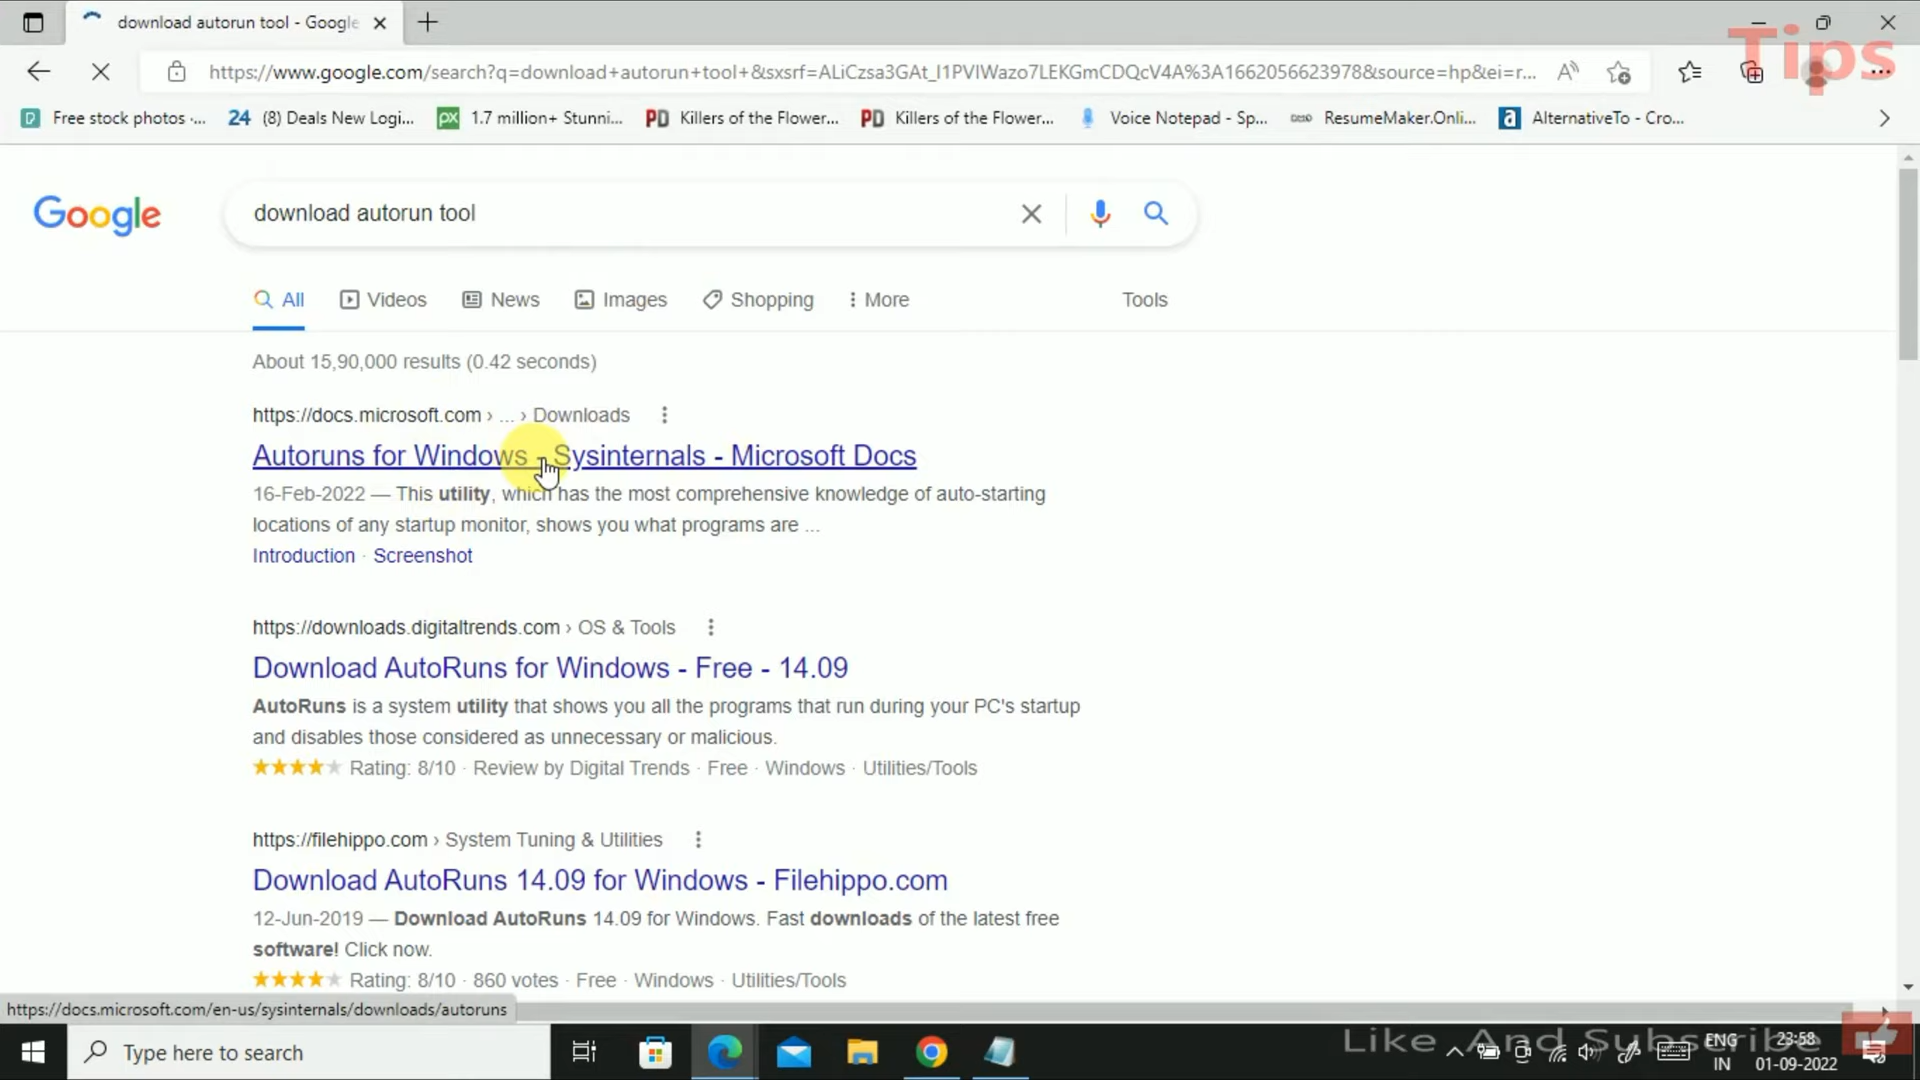 download autorun tool - Google
Tips
https://www.google.com/search?q=download+autorun+tool+&sxsrf=ALiCzsa3GAt_I1PVIWazo7LEKGmCDQcV4A%3A1662056623978&source=hp&ei=r...
Free stock photos ·...
24 (8) Deals New Logi...
px 1.7 million+ Stunni...
PD Killers of the Flower...
PD Killers of the Flower...
Voice Notepad - Sp...
ResumeMaker.Onli...
a AlternativeTo - Cro...
Google
download autorun tool
All
Videos
News
Images
Shopping
More
Tools
About 15,90,000 results (0.42 seconds)
https://docs.microsoft.com › ... › Downloads
Autoruns for Windows - Sysinternals - Microsoft Docs
16-Feb-2022 — This utility, which has the most comprehensive knowledge of auto-starting
locations of any startup monitor, shows you what programs are ...
Introduction · Screenshot
https://downloads.digitaltrends.com › OS & Tools
Download AutoRuns for Windows - Free - 14.09
AutoRuns is a system utility that shows you all the programs that run during your PC's startup
and disables those considered as unnecessary or malicious.
Rating: 8/10 · Review by Digital Trends · Free · Windows · Utilities/Tools
https://filehippo.com › System Tuning & Utilities
Download AutoRuns 14.09 for Windows - Filehippo.com
12-Jun-2019 — Download AutoRuns 14.09 for Windows. Fast downloads of the latest free
software! Click now.
Rating: 8/10 · 860 votes · Free · Windows · Utilities/Tools
https://docs.microsoft.com/en-us/sysinternals/downloads/autoruns
Type here to search
Like And Subscribe
ENG
IN
23:58
01-09-2022